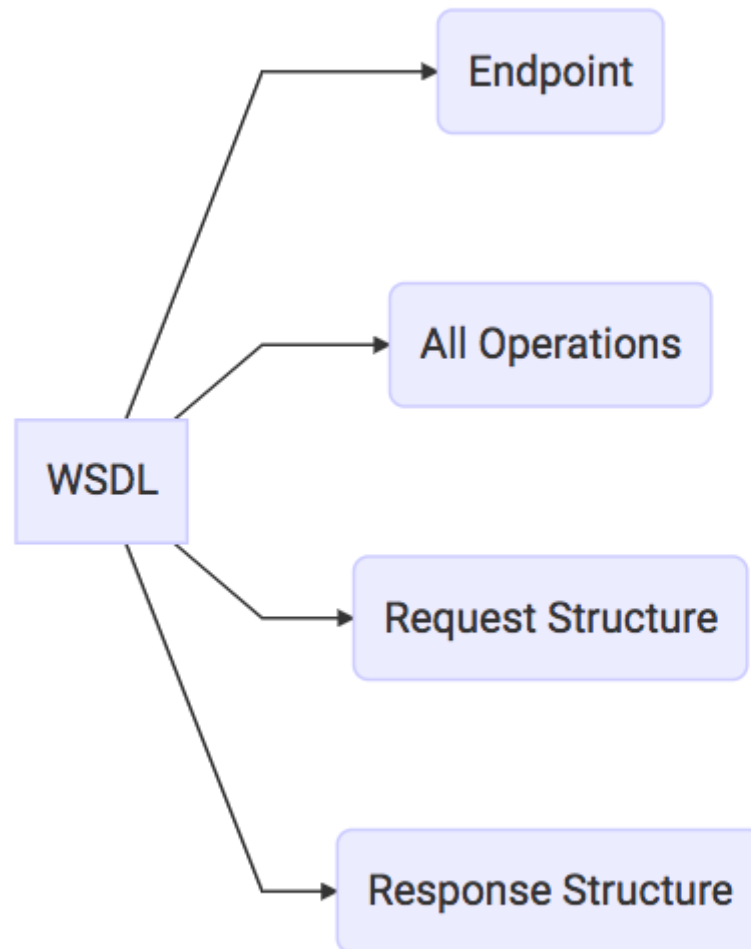 Endpoint
All Operations
WSDL
Request Structure
Response Structure